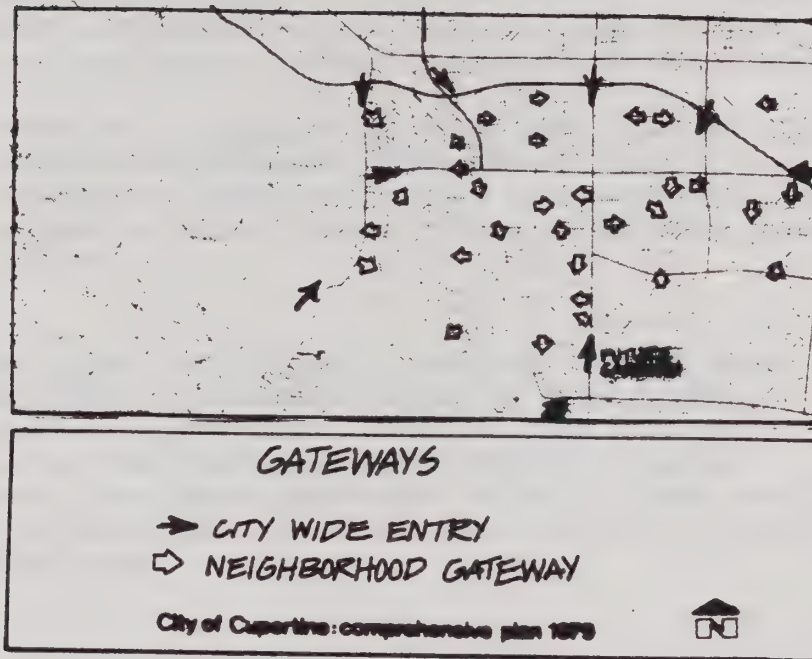 GATEWAYS
CITY WIDE ENTRY
NEIGHBORHOOD GATEWAY
City of Cupertino: comprehensive plan 1979
N